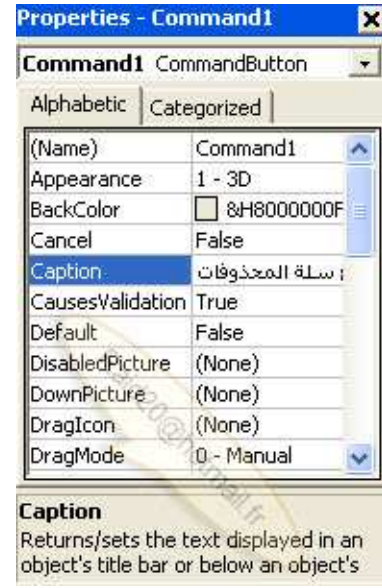 Properties - Command1
Command1 CommandButton
Alphabetic Categorized
(Name) Command1
Appearance 1 - 3D
BackColor &H8000000F
Cancel False
Caption سلة المحذوفات
CausesValidation True
Default False
DisabledPicture (None)
DownPicture (None)
DragIcon (None)
DragMode 0 - Manual
Caption
Returns/sets the text displayed in an
object's title bar or below an object's